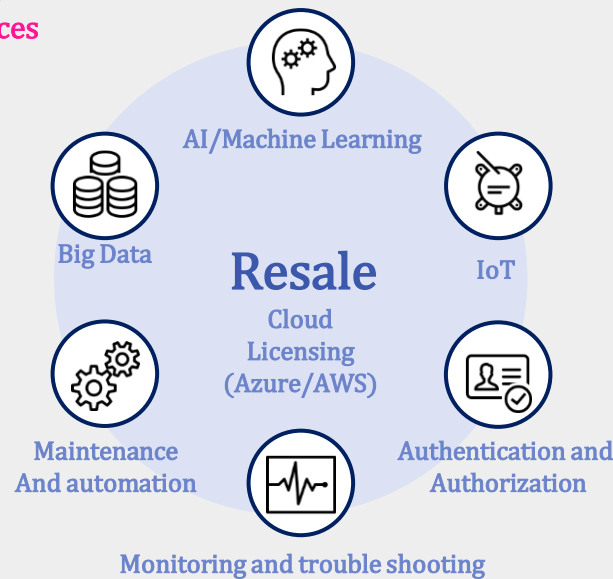 ces
AI/Machine Learning
Big Data
IoT
Resale
Cloud
Licensing
(Azure/AWS)
Maintenance
And automation
Authentication and
Authorization
Monitoring and trouble shooting